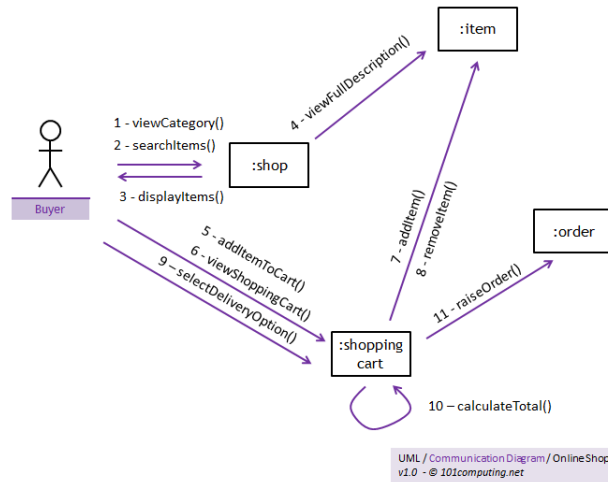 :item
4 - viewFullDescription()
1 - viewCategory()
2 - searchItems()
:shop
3 - displayItems()
Buyer
7 - addItem()
8 - removeItem()
:order
5 - addItemToCart()
6 - viewShoppingCart()
9 – selectDeliveryOption()
11 - raiseOrder()
:shopping
cart
10 – calculateTotal()
UML / Communication Diagram / OnlineShop
v1.0 - © 101computing.net